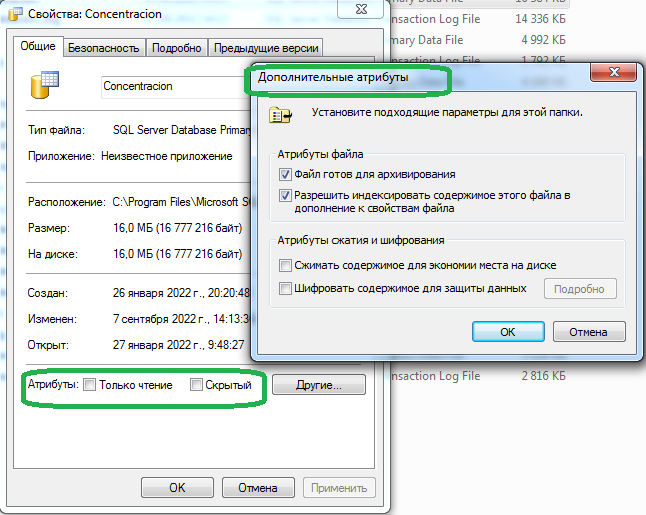 Свойства: Concentracion
Общие
Безопасность
Подробно
Предыдущие версии
Concentracion
Тип файла: SQL Server Database Primary
Приложение: Неизвестное приложение
Расположение: C:\Program Files\Microsoft
Размер: 16,0 МБ (16 777 216 байт)
На диске: 16,0 МБ (16 777 216 байт)
Создан: 26 января 2022 г., 20:20:48
Изменен: 7 сентября 2022 г., 14:13:3
Открыт: 27 января 2022 г., 9:48:27
Атрибуты: Только чтение Скрытый Другие...
OK Отмена Применить
nsaction Log File 14 336 КБ
mary Data File 4 992 КБ
nsaction Log File 1 792 КБ
Дополнительные атрибуты
Установите подходящие параметры для этой папки.
Атрибуты файла
Файл готов для архивирования
Разрешить индексировать содержимое этого файла в
дополнение к свойствам файла
Атрибуты сжатия и шифрования
Сжимать содержимое для экономии места на диске
Шифровать содержимое для защиты данных Подробно
OK Отмена
nsaction Log File 2 816 КБ